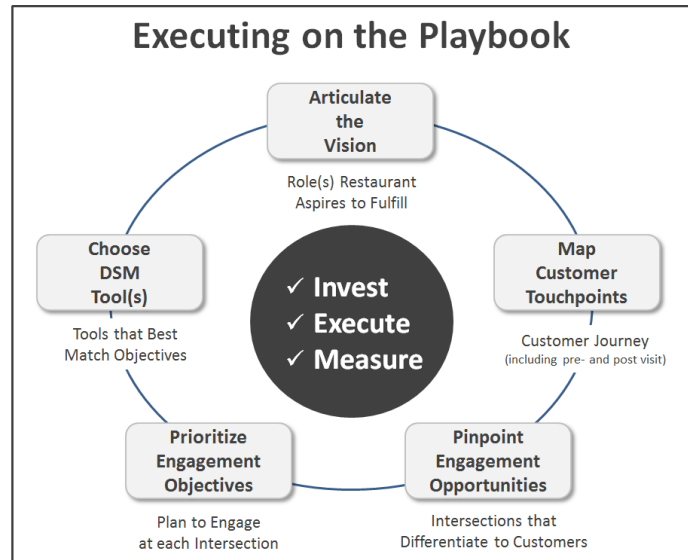 Executing on the Playbook
Articulate
the
Vision
Role(s) Restaurant
Aspires to Fulfill
Map
Customer
Touchpoints
Customer Journey
(including pre- and post visit)
Pinpoint
Engagement
Opportunities
Intersections that
Differentiate to Customers
Prioritize
Engagement
Objectives
Plan to Engage
at each Intersection
Choose
DSM
Tool(s)
Tools that Best
Match Objectives
✓ Invest
✓ Execute
✓ Measure